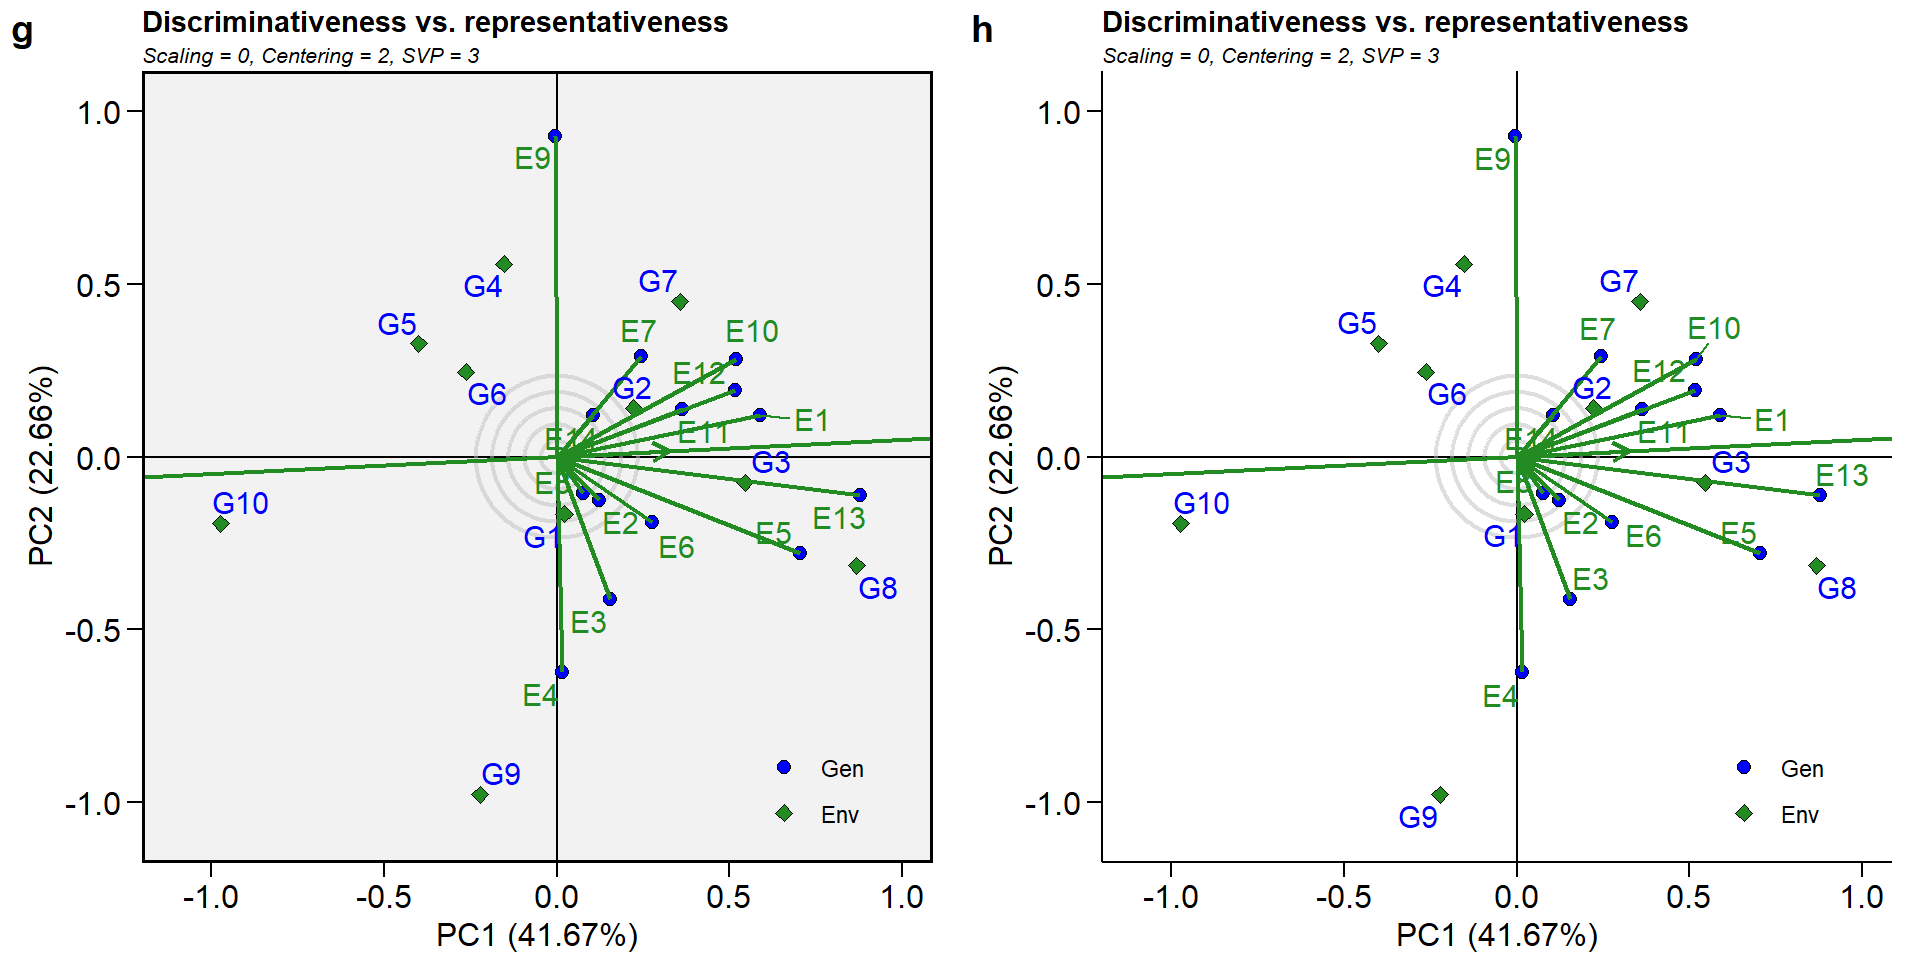 g
Discriminativeness vs. representativeness
Scaling = 0, Centering = 2, SVP = 3
PC2 (22.66%)
1.0
0.5
0.0
-0.5
-1.0
E9
G4
G7
G5
E7
E10
G6
G2
E12
E1
E11
G3
G10
E2
E13
G1
E6
E5
G8
E3
E4
G9
Gen
Env
-1.0
-0.5
0.0
0.5
1.0
PC1 (41.67%)
h
Discriminativeness vs. representativeness
Scaling = 0, Centering = 2, SVP = 3
PC2 (22.66%)
1.0
0.5
0.0
-0.5
-1.0
E9
G4
G7
G5
E7
E10
G6
G2
E12
E1
E11
G3
E13
G10
E2
G1
E6
E5
G8
E3
E4
G9
Gen
Env
-1.0
-0.5
0.0
0.5
1.0
PC1 (41.67%)